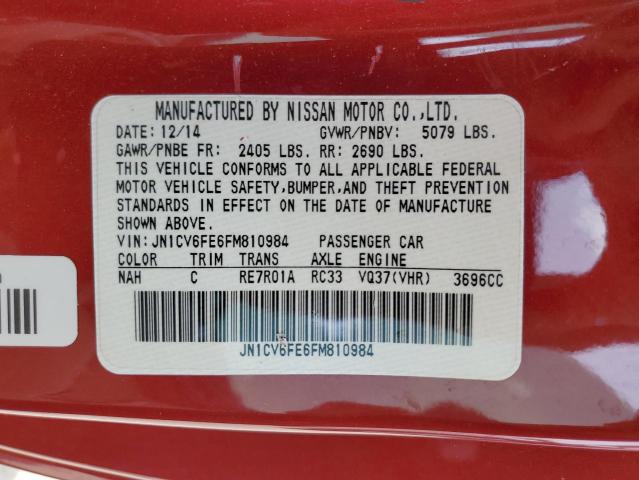 MANUFACTURED BY NISSAN MOTOR CO.,LTD.
DATE: 12/14 GVWR/PNBV: 5079 LBS.
GAWR/PNBE FR: 2405 LBS. RR: 2690 LBS.
THIS VEHICLE CONFORMS TO ALL APPLICABLE FEDERAL
MOTOR VEHICLE SAFETY,BUMPER,AND THEFT PREVENTION
STANDARDS IN EFFECT ON THE DATE OF MANUFACTURE
SHOWN ABOVE.
VIN: JN1CV6FE6FM810984 PASSENGER CAR
COLOR TRIM TRANS AXLE ENGINE
NAH C RE7R01A RC33 VQ37(VHR) 3696CC
JN1CV6FE6FM810984